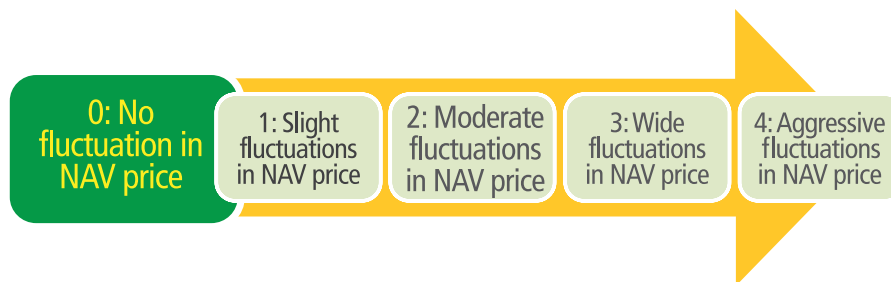 0: No
fluctuation in
NAV price
1: Slight
fluctuations
in NAV price
2: Moderate
fluctuations
in NAV price
3: Wide
fluctuations
in NAV price
4: Aggressive
fluctuations
in NAV price